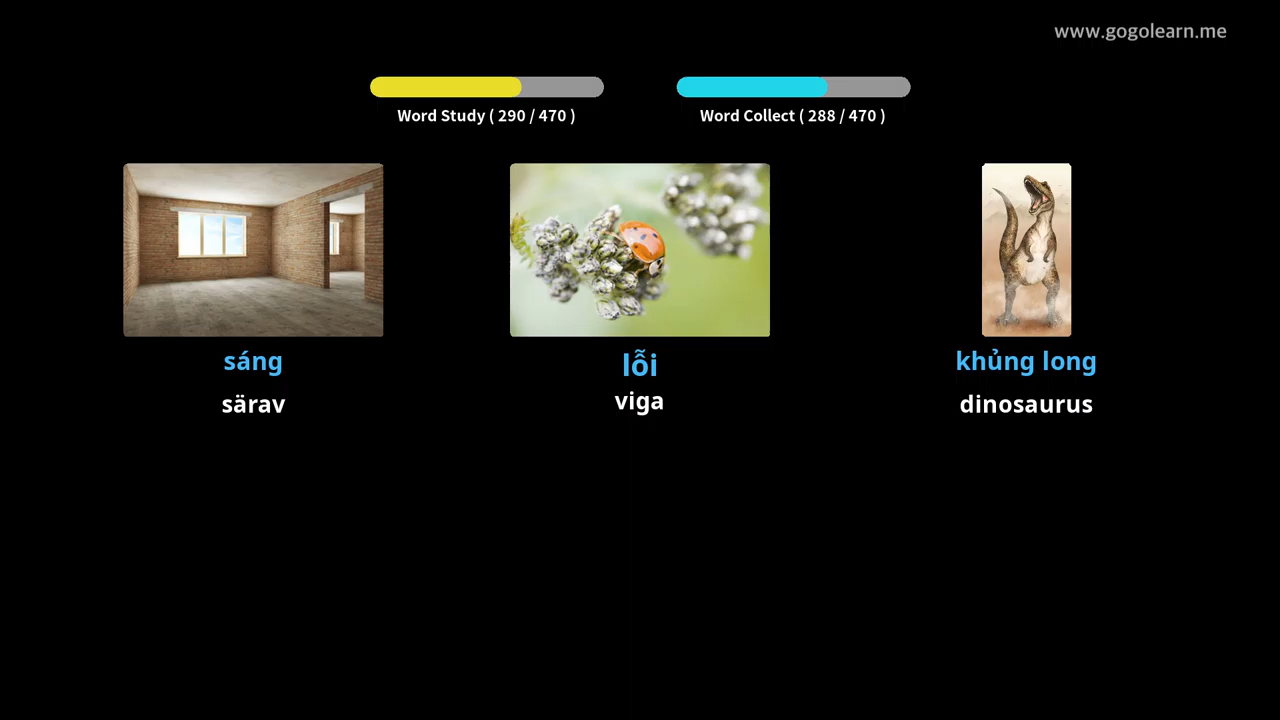 www.gogolearn.me
Word Study ( 290 / 470 )
Word Collect ( 288 / 470 )
sáng
lỗi
khủng long
särav
viga
dinosaurus